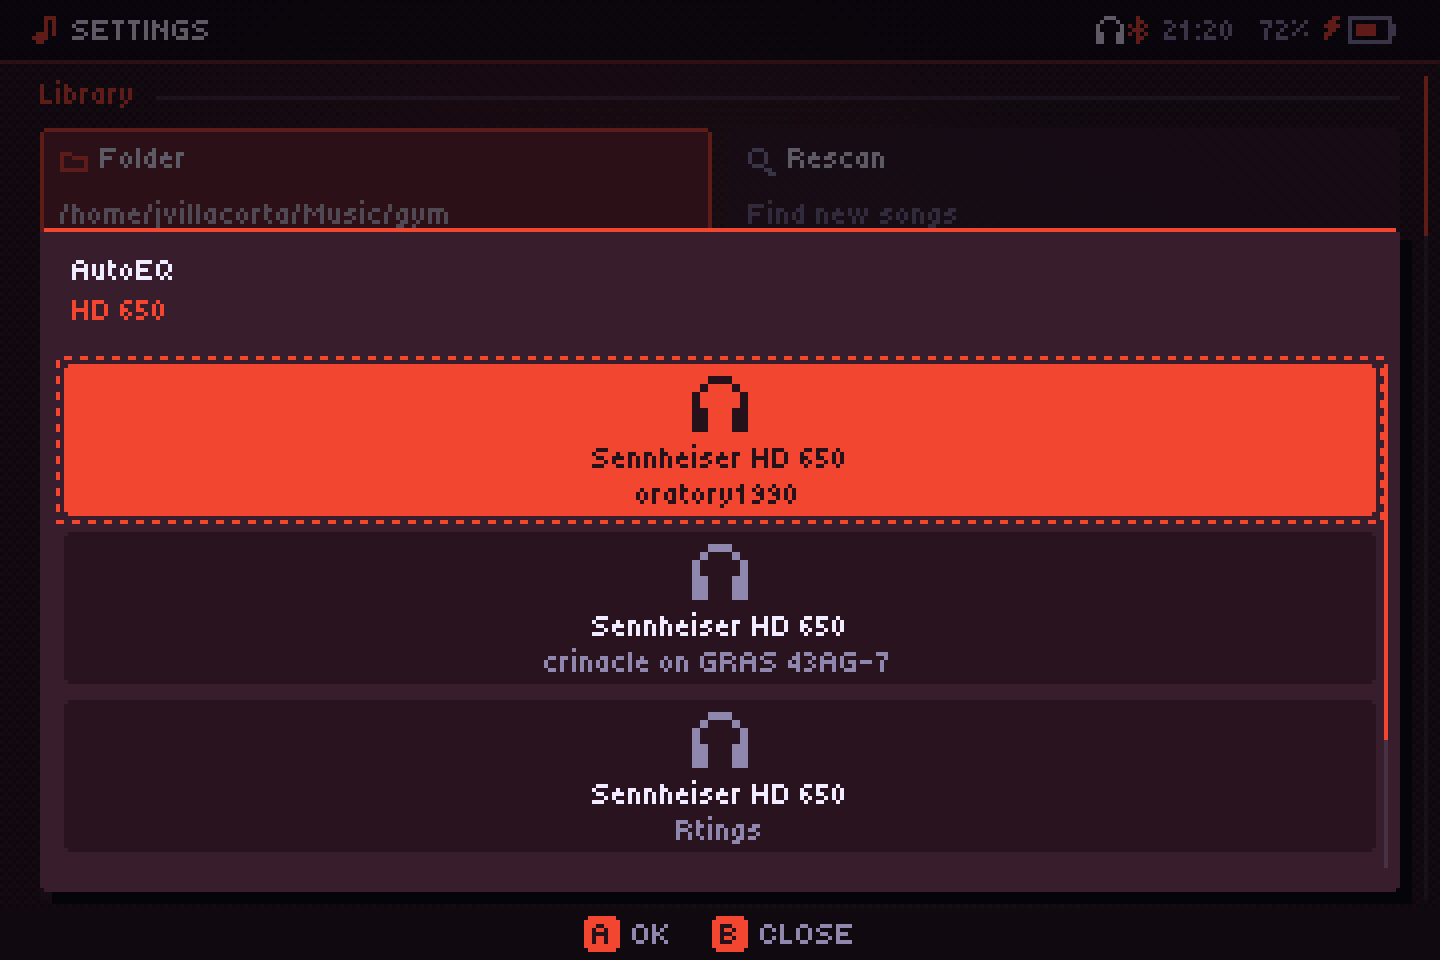 SETTINGS
21:20 72%
Library
Folder
Rescan
/home/jvillacorta/Music/gym
Find new songs
AutoEQ
HD 650
Sennheiser HD 650
oratory1990
Sennheiser HD 650
crinacle on GRAS 43AG-7
Sennheiser HD 650
Rtings
A OK B CLOSE